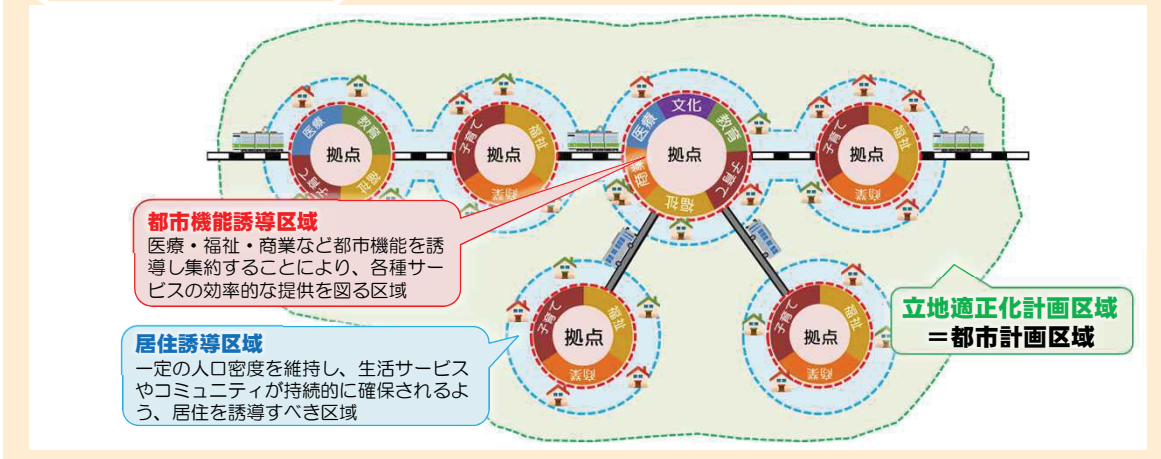 医療
教育
福祉
子育て
拠点
子育て
福祉
商業
拠点
文化
医療
教育
商業
子育て
福祉
拠点
子育て
福祉
商業
拠点
都市機能誘導区域
医療・福祉・商業など都市機能を誘
導し集約することにより、各種サー
ビスの効率的な提供を図る区域
居住誘導区域
一定の人口密度を維持し、生活サービス
やコミュニティが持続的に確保されるよ
う、居住を誘導すべき区域
子育て
福祉
商業
拠点
子育て
福祉
商業
拠点
立地適正化計画区域
=都市計画区域